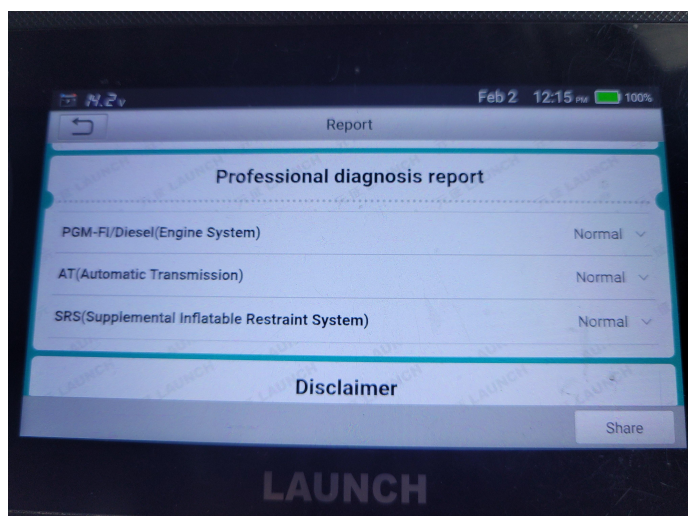 14.2v Feb 2 12:15 PM 100%
Report
Professional diagnosis report
PGM-FI/Diesel(Engine System) Normal
AT(Automatic Transmission) Normal
SRS(Supplemental Inflatable Restraint System) Normal
Disclaimer
Share
LAUNCH